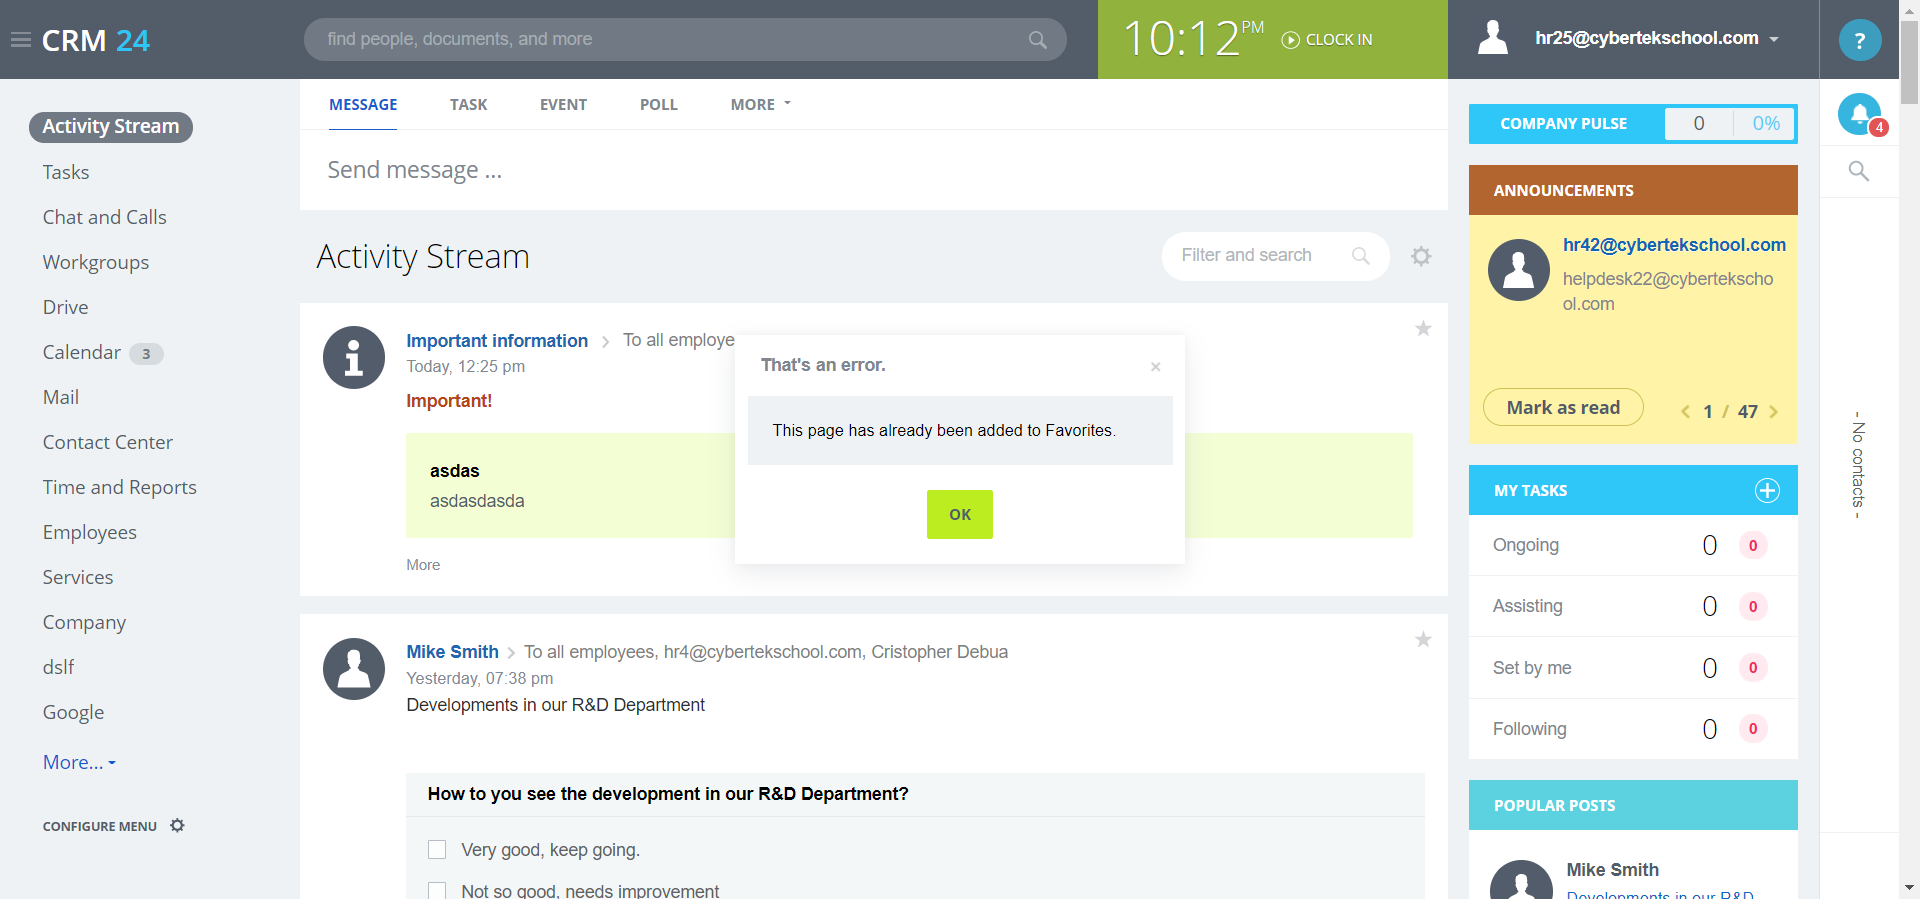 CRM 24
find people, documents, and more
10:12 PM
CLOCK IN
hr25@cybertekschool.com
?
Activity Stream
Tasks
Chat and Calls
Workgroups
Drive
Calendar 3
Mail
Contact Center
Time and Reports
Employees
Services
Company
dslf
Google
More...
CONFIGURE MENU
MESSAGE TASK EVENT POLL MORE
Send message ...
Activity Stream
Filter and search
Important information To all employe
Today, 12:25 pm
Important!
asdas
asdasdasda
More
That's an error. ×
This page has already been added to Favorites.
OK
Mike Smith To all employees, hr4@cybertekschool.com, Cristopher Debua
Yesterday, 07:38 pm
Developments in our R&D Department
How to you see the development in our R&D Department?
Very good, keep going.
Not so good, needs improvement
COMPANY PULSE 0 0%
ANNOUNCEMENTS
hr42@cybertekschool.com
helpdesk22@cybertekscho
ol.com
Mark as read
1 / 47
MY TASKS
Ongoing 0 0
Assisting 0 0
Set by me 0 0
Following 0 0
POPULAR POSTS
Mike Smith
Developments in our R&D
4
- No contacts -